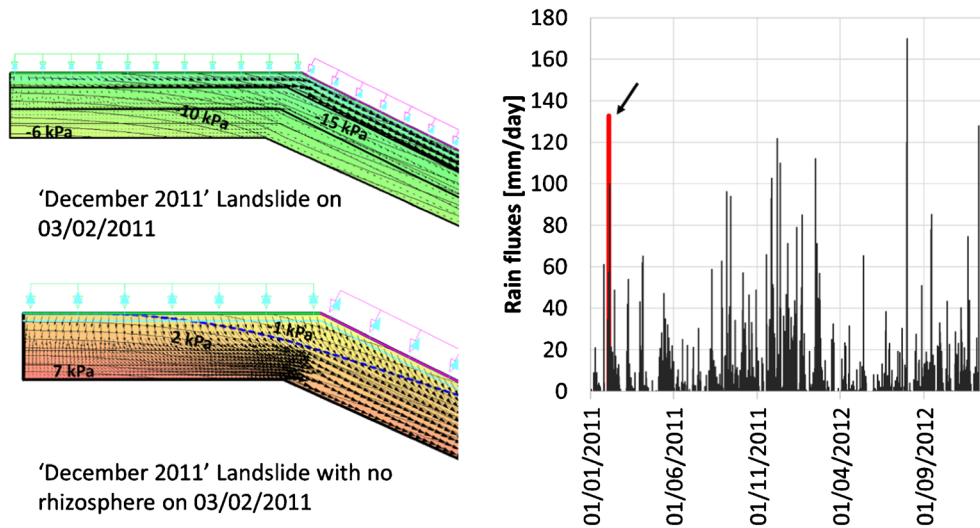 -6 kPa
-10 kPa
-15 kPa
'December 2011' Landslide on
03/02/2011
7 kPa
2 kPa
-1 kPa
'December 2011' Landslide with no
rhizosphere on 03/02/2011
Rain fluxes [mm/day]
180
160
140
120
100
80
60
40
20
0
01/01/2011
01/06/2011
01/11/2011
01/04/2012
01/09/2012